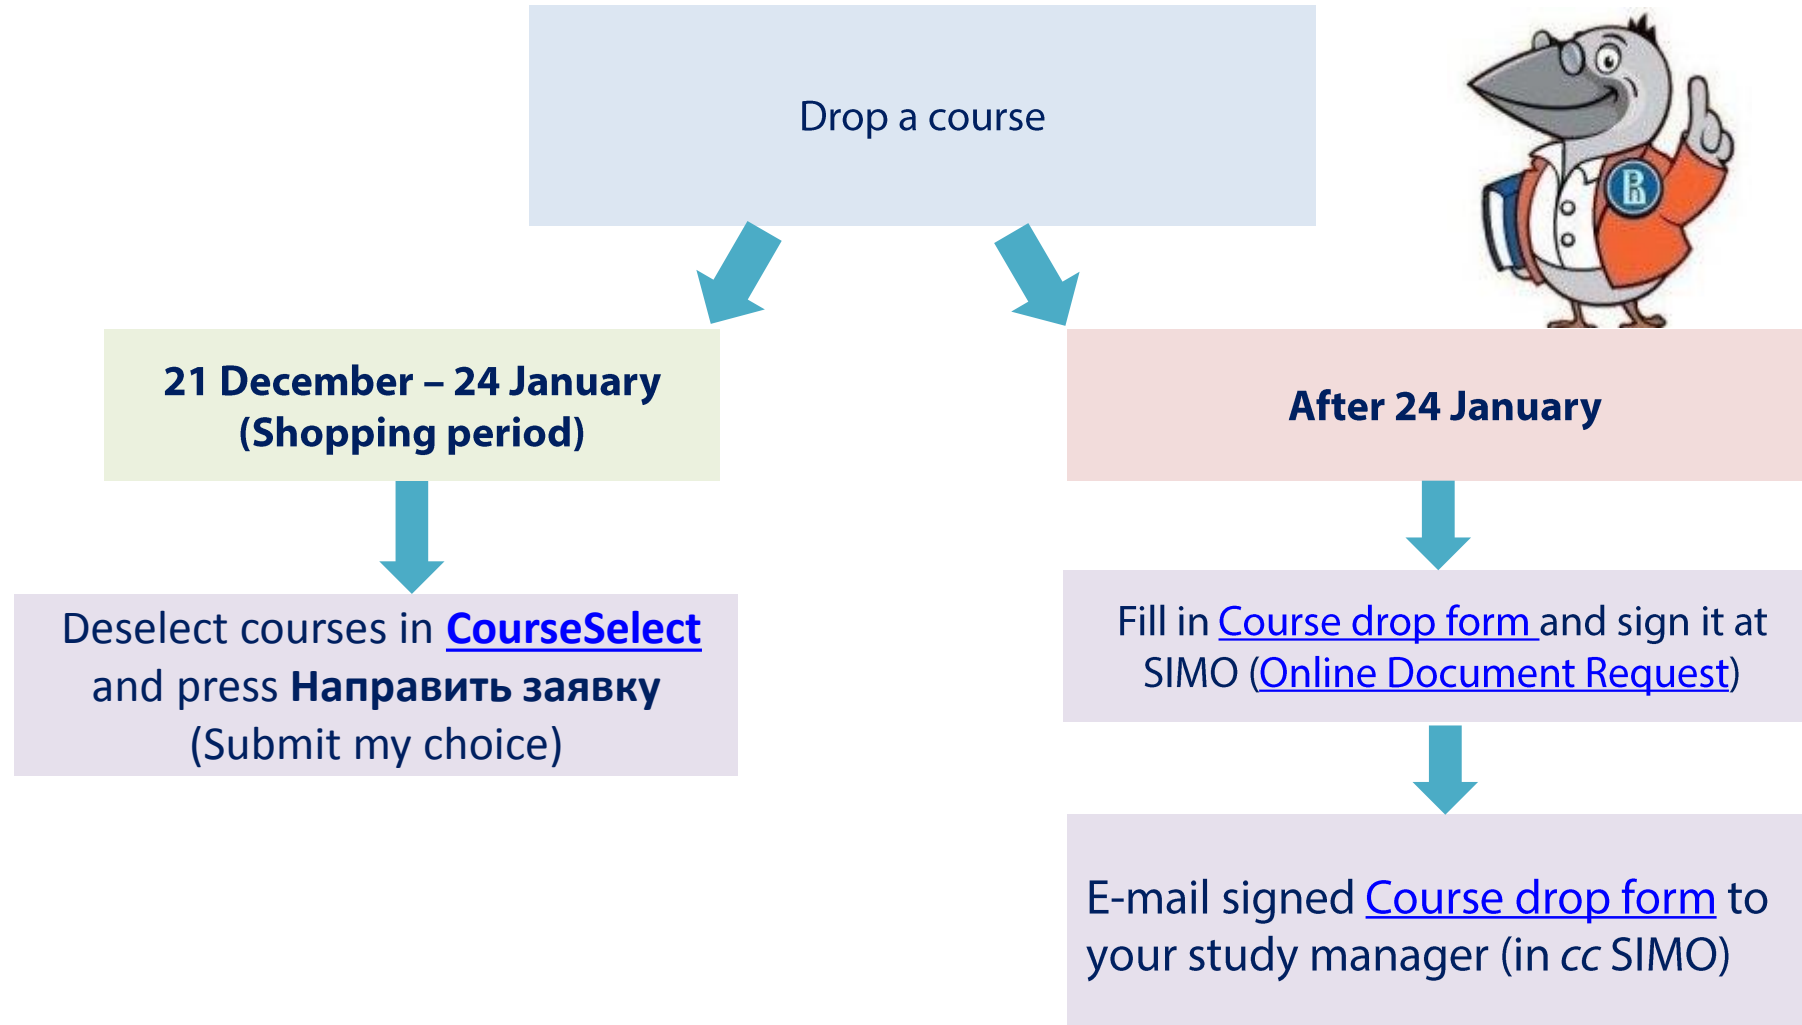 Drop a course
21 December – 24 January
(Shopping period)
After 24 January
Deselect courses in CourseSelect
and press Направить заявку
(Submit my choice)
Fill in Course drop form and sign it at
SIMO (Online Document Request)
E-mail signed Course drop form to
your study manager (in cc SIMO)